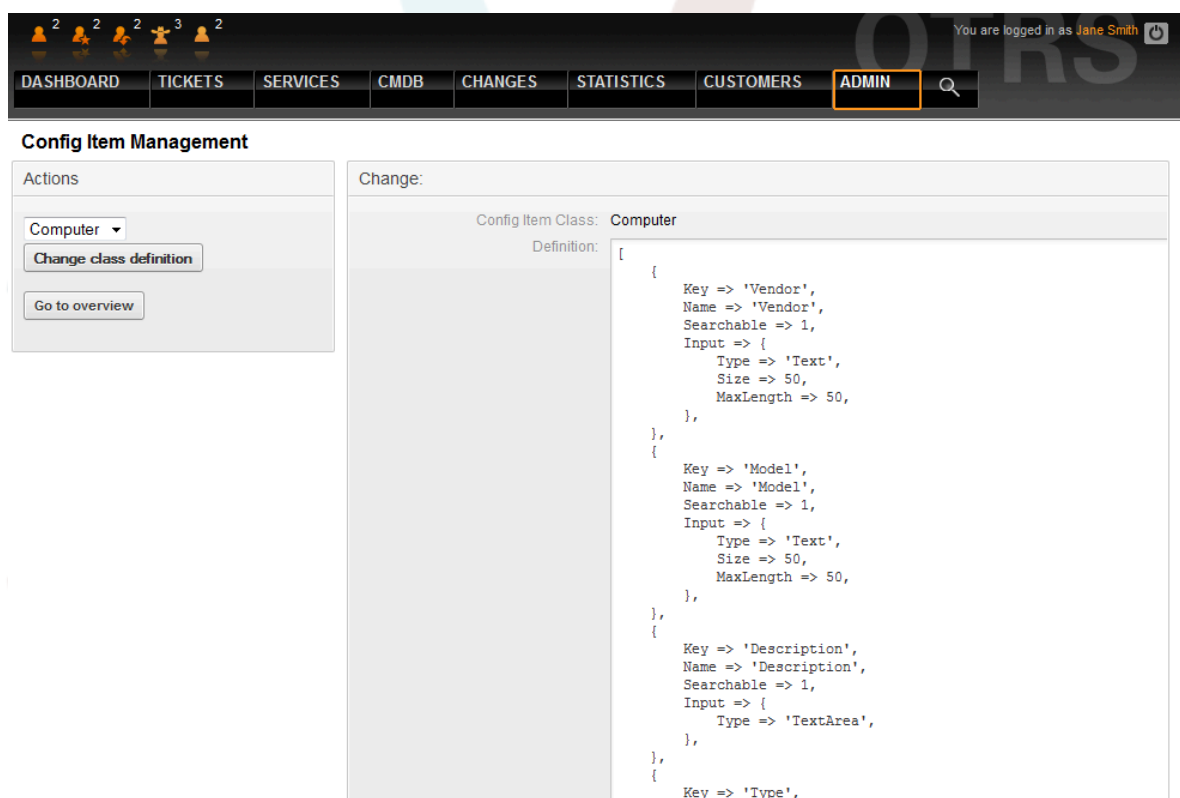 2 2 2 3 2
OTRS
You are logged in as Jane Smith
DASHBOARD TICKETS SERVICES CMDB CHANGES STATISTICS CUSTOMERS ADMIN
Config Item Management
Actions
Computer
Change class definition
Go to overview
Change:
Config Item Class: Computer
Definition:
[
    {
        Key => 'Vendor',
        Name => 'Vendor',
        Searchable => 1,
        Input => {
            Type => 'Text',
            Size => 50,
            MaxLength => 50,
        },
    },
    {
        Key => 'Model',
        Name => 'Model',
        Searchable => 1,
        Input => {
            Type => 'Text',
            Size => 50,
            MaxLength => 50,
        },
    },
    {
        Key => 'Description',
        Name => 'Description',
        Searchable => 1,
        Input => {
            Type => 'TextArea',
        },
    },
    {
        Key => 'Type',